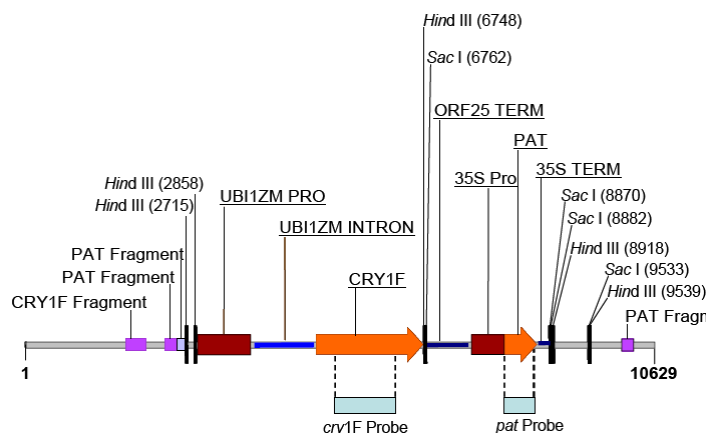 Hind III (6748)
Sac I (6762)
ORF25 TERM
PAT
35S Pro
35S TERM
Hind III (2858)
Hind III (2715)
UBI1ZM PRO
UBI1ZM INTRON
CRY1F
Sac I (8870)
Sac I (8882)
Hind III (8918)
Sac I (9533)
Hind III (9539)
PAT Fragment
PAT Fragment
CRY1F Fragment
PAT Fragm
1
10629
cry1F Probe
pat Probe